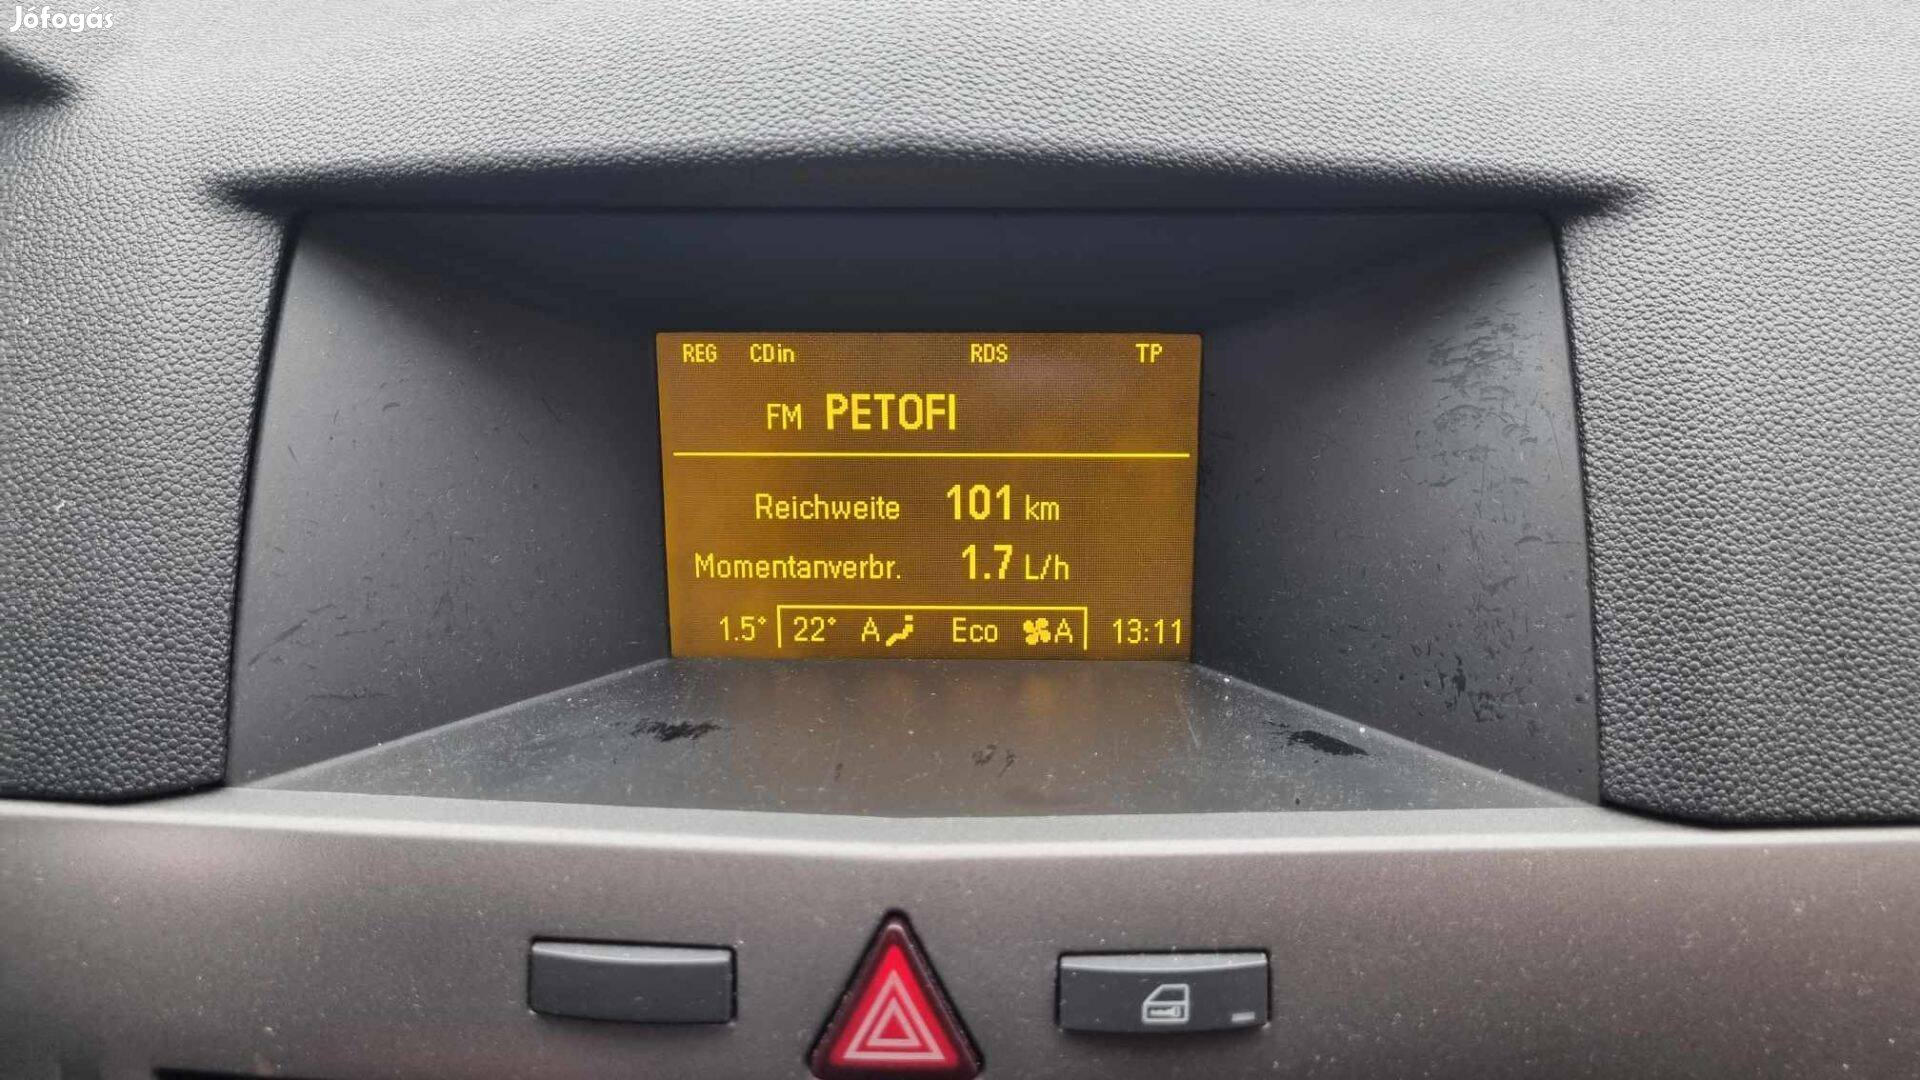 Jófogás
REG CDin RDS TP
FM PETOFI
Reichweite 101 km
Momentanverbr. 1.7 L/h
1.5° 22° A Eco A 13:11